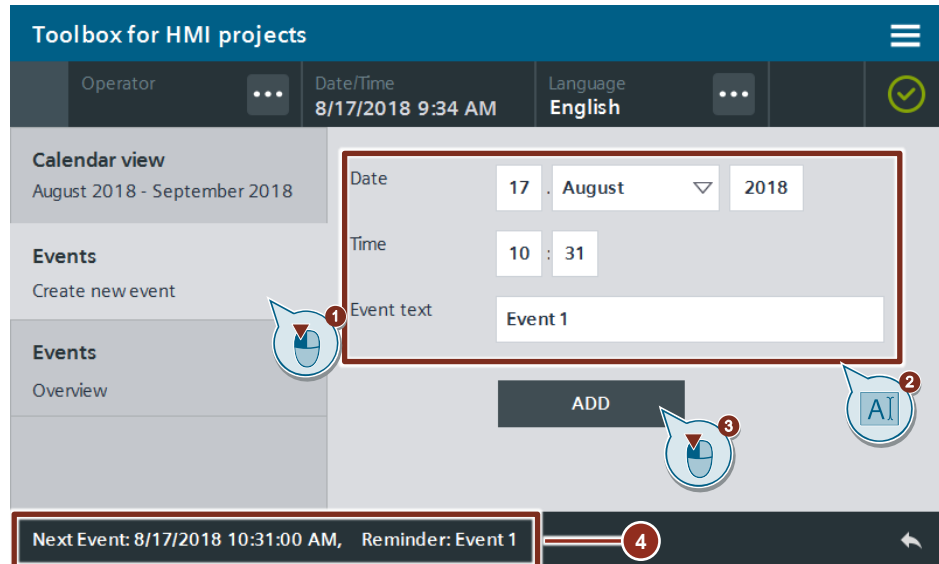 Toolbox for HMI projects
Operator
...
Date/Time
8/17/2018 9:34 AM
Language
English
...
Calendar view
August 2018 - September 2018
Events
Create new event
Events
Overview
Date
17 . August 2018
Time
10 : 31
Event text
Event 1
1
2
A
ADD
3
Next Event: 8/17/2018 10:31:00 AM, Reminder: Event 1
4